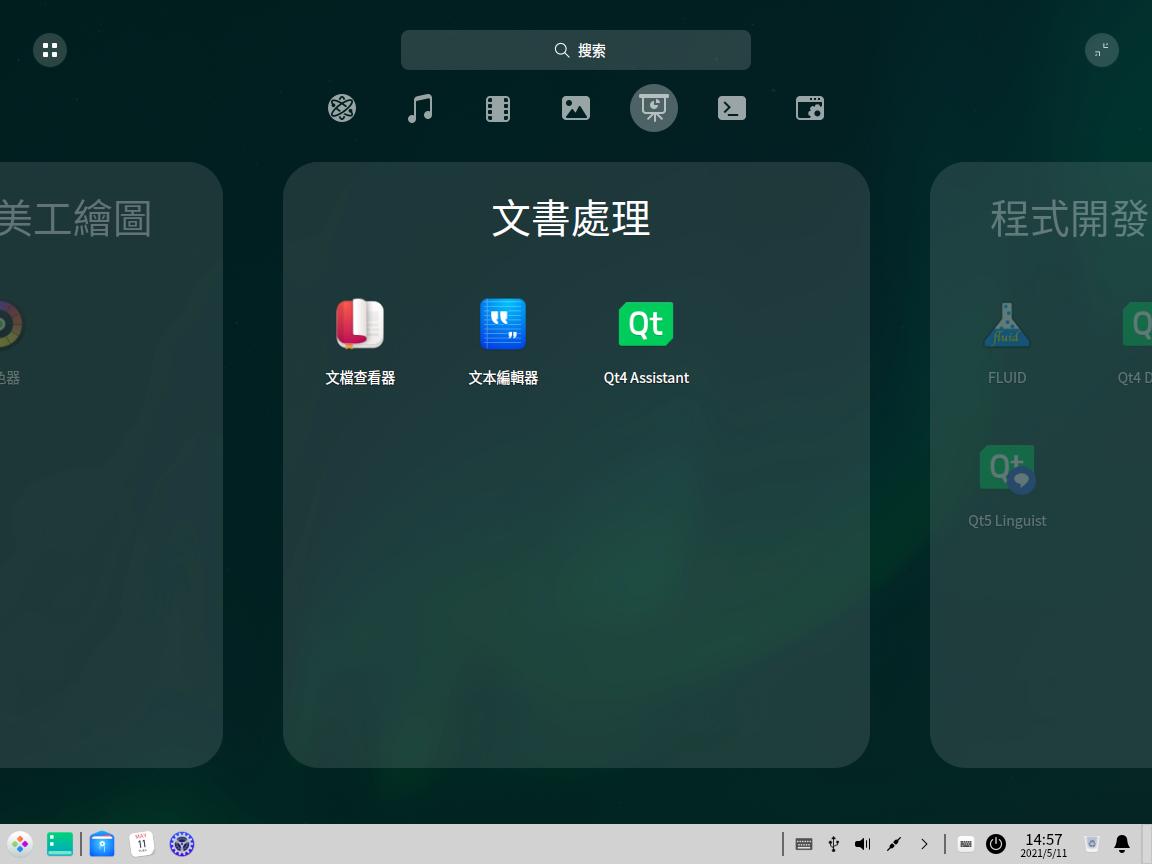 搜索
美工繪圖
文書處理
程式開發
色器
文檔查看器
文本編輯器
Qt
Qt4 Assistant
fluid
FLUID
Qt4 D
Qt
Qt5 Linguist
MAY
11
14:57
2021/5/11